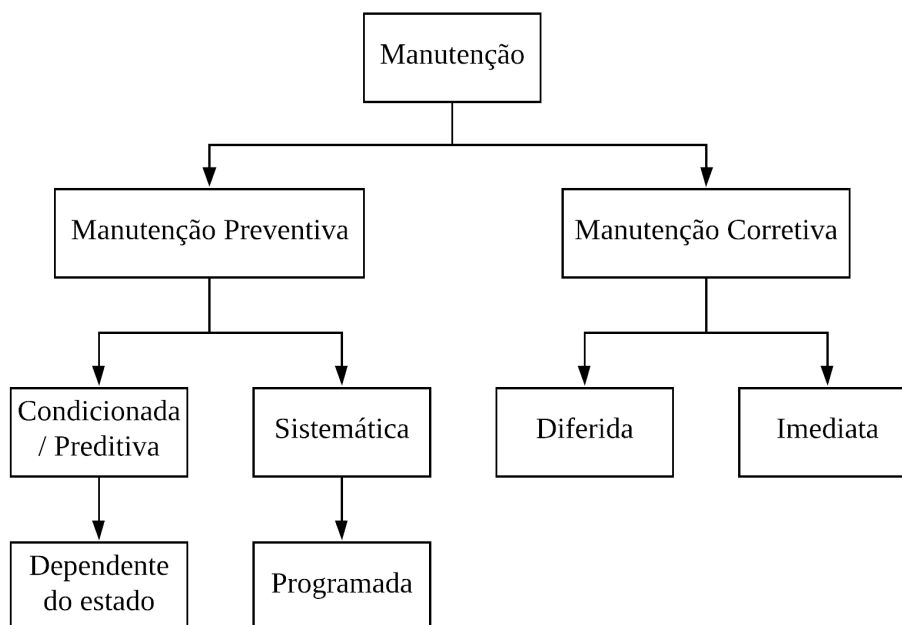 Manutenção
Manutenção Preventiva
Manutenção Corretiva
Condicionada
/ Preditiva
Sistemática
Diferida
Imediata
Dependente
do estado
Programada